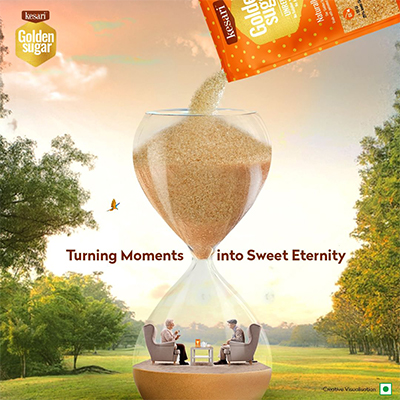 kesari
Golden
sugar
kesari
Golden
sugar
Turning Moments into Sweet Eternity
Creative Visualisation